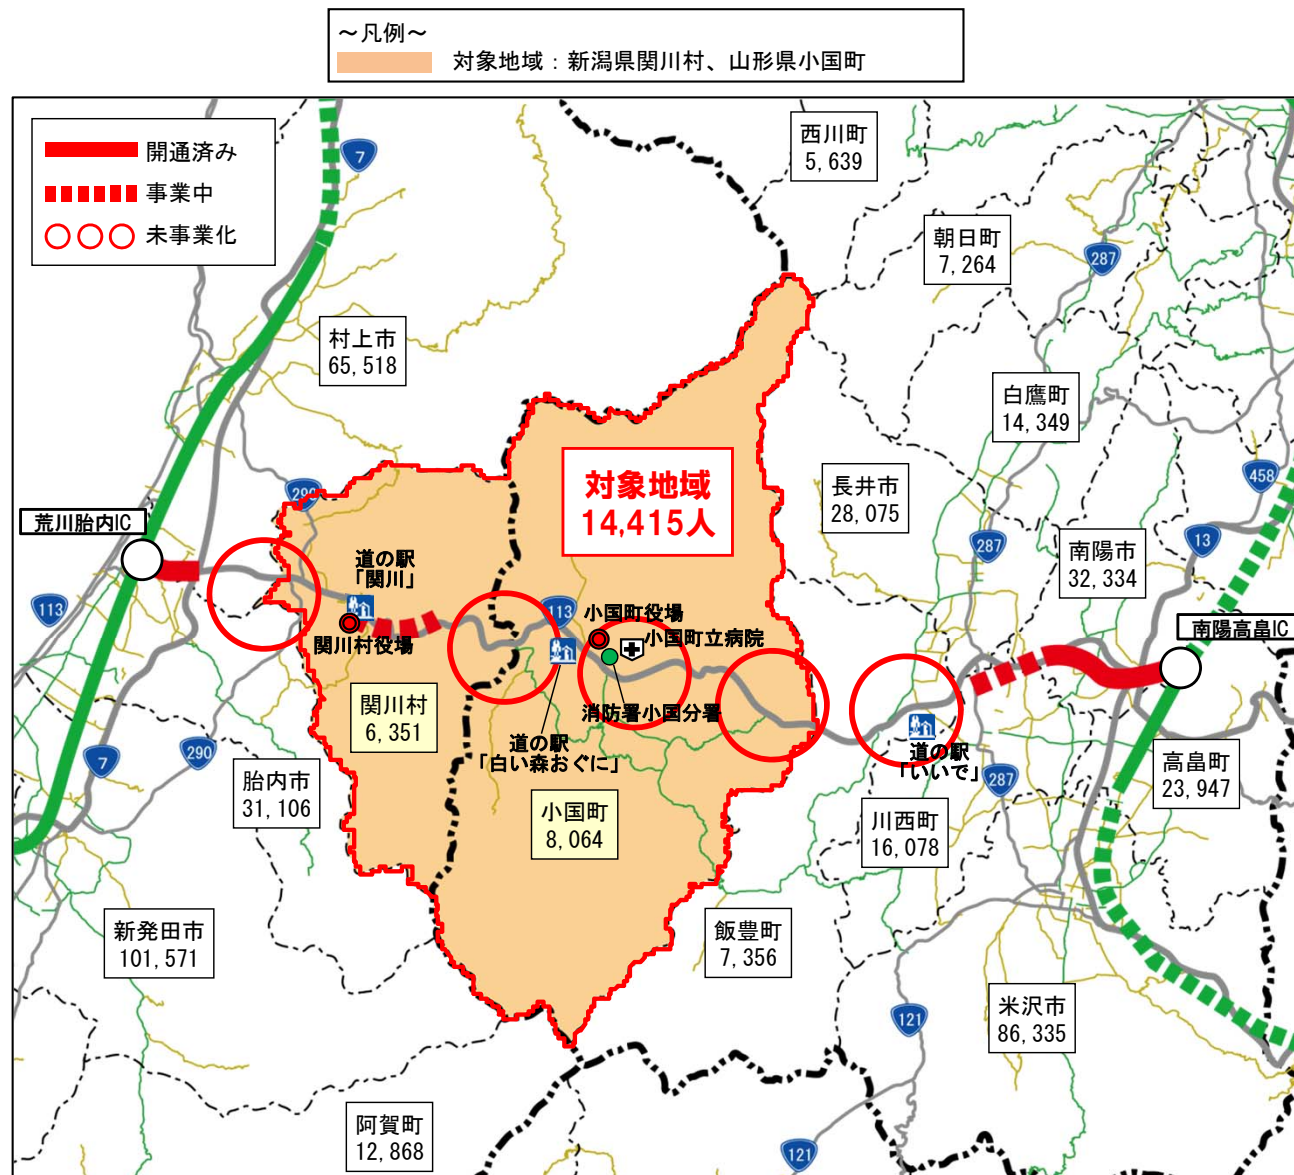 ～凡例～
対象地域：新潟県関川村、山形県小国町
開通済み
事業中
未事業化
7
西川町
5,639
朝日町
7,264
287
村上市
65,518
白鷹町
14,349
対象地域
14,415人
長井市
28,075
458
290
荒川胎内IC
287
13
南陽市
32,334
道の駅
「関川」
113
113
小国町役場
小国町立病院
南陽高畠IC
関川村役場
関川村
6,351
消防署小国分署
道の駅
「白い森おぐに」
道の駅
「いいで」
7
290
胎内市
31,106
287
高畠町
23,947
小国町
8,064
川西町
16,078
新発田市
101,571
飯豊町
7,356
米沢市
86,335
121
阿賀町
12,868
121